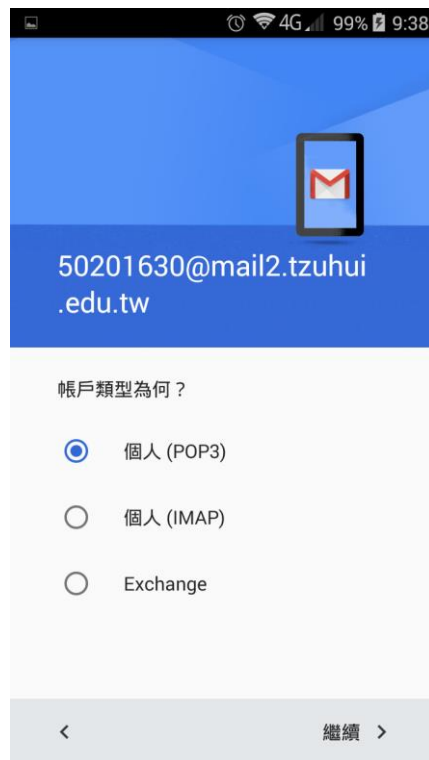 4G 99% 9:38
50201630@mail2.tzuhui
.edu.tw
帳戶類型為何？
個人 (POP3)
個人 (IMAP)
Exchange
繼續